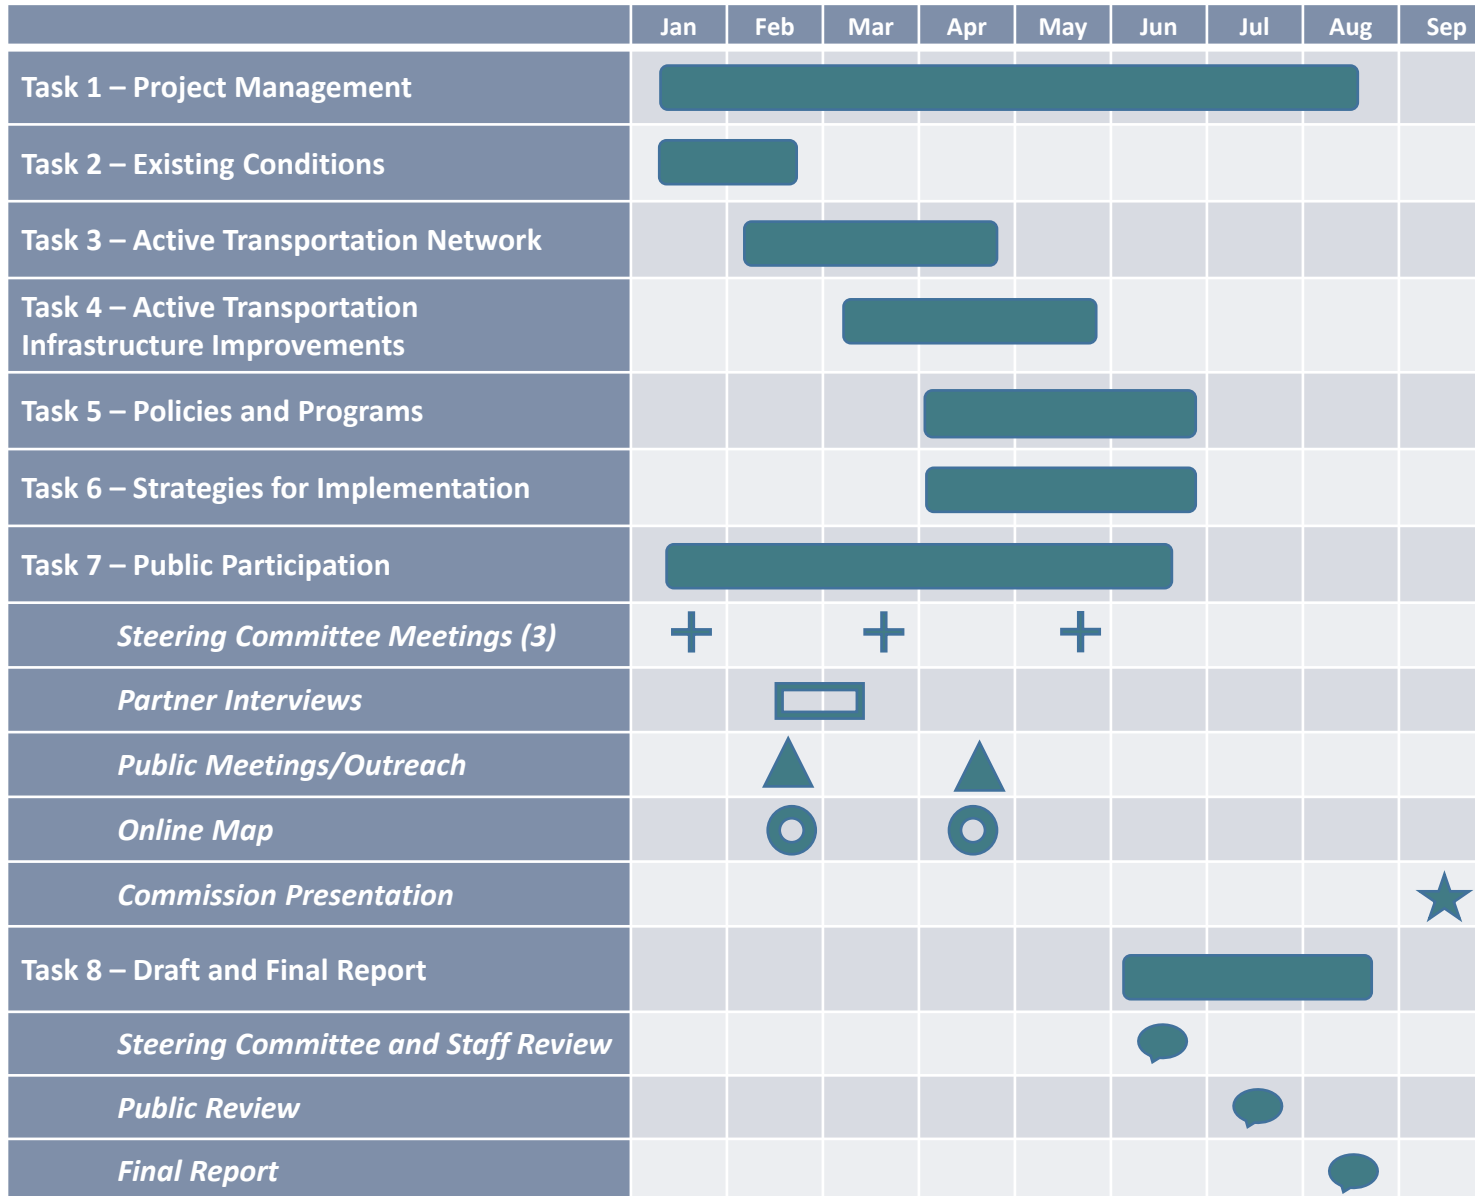 Jan Feb Mar Apr May Jun Jul Aug Sep
Task 1 – Project Management
Task 2 – Existing Conditions
Task 3 – Active Transportation Network
Task 4 – Active Transportation
Infrastructure Improvements
Task 5 – Policies and Programs
Task 6 – Strategies for Implementation
Task 7 – Public Participation
Steering Committee Meetings (3)
Partner Interviews
Public Meetings/Outreach
Online Map
Commission Presentation
Task 8 – Draft and Final Report
Steering Committee and Staff Review
Public Review
Final Report